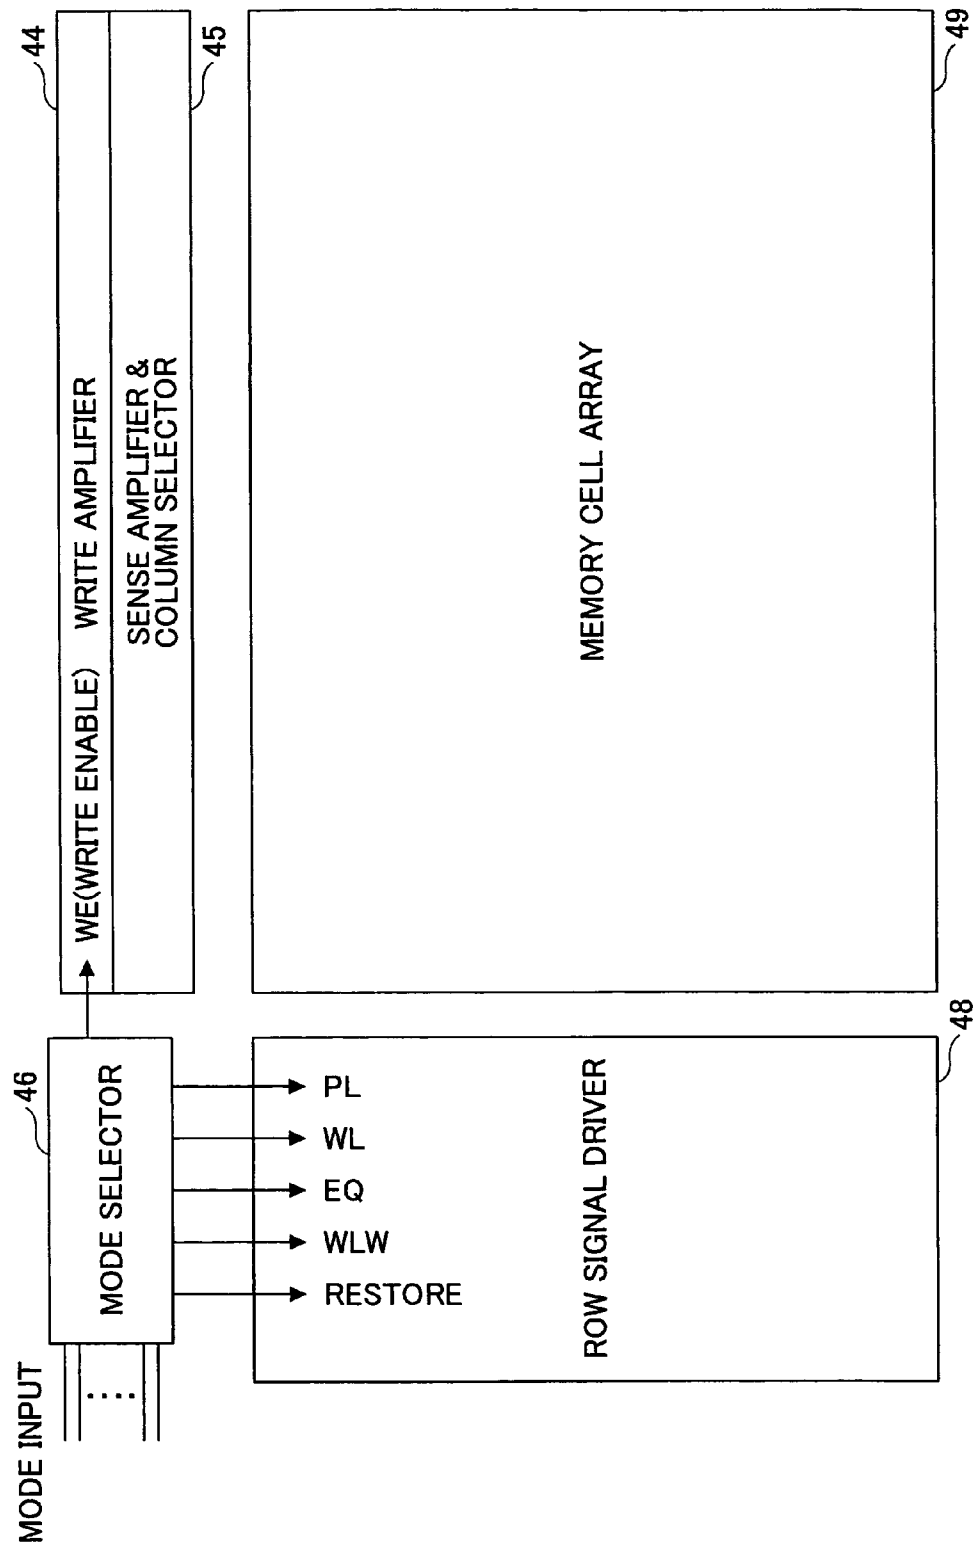 MODE INPUT
46
MODE SELECTOR
WE(WRITE ENABLE) WRITE AMPLIFIER
44
SENSE AMPLIFIER &
COLUMN SELECTOR
45
RESTORE
WLW
EQ
WL
PL
ROW SIGNAL DRIVER
48
MEMORY CELL ARRAY
49